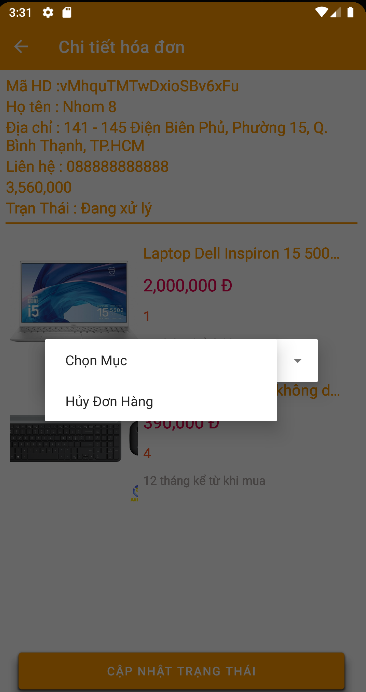 3:31
Chi tiết hóa đơn
Mã HD :vMhquTMTwDxioSBv6xFu
Họ tên : Nhom 8
Địa chỉ : 141 - 145 Điện Biên Phủ, Phường 15, Q.
Bình Thạnh, TP.HCM
Liên hệ : 088888888888
3,560,000
Trạn Thái : Đang xử lý
Laptop Dell Inspiron 15 500...
2,000,000 Đ
1
Chọn Mục
không d...
Hủy Đơn Hàng
390,000 Đ
4
12 tháng kể từ khi mua
CẬP NHẬT TRẠNG THÁI